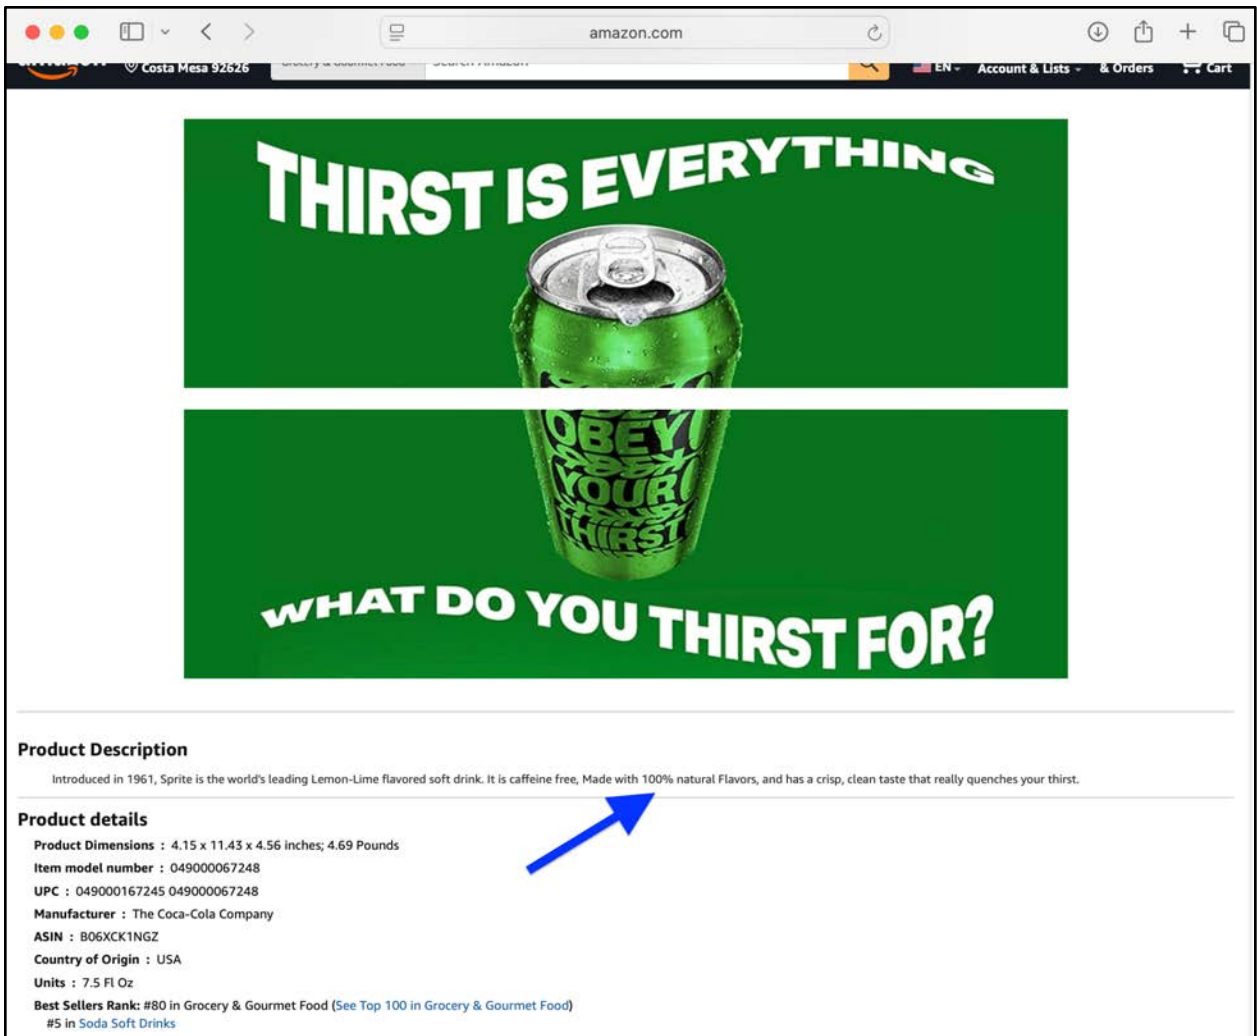 amazon.com
Costa Mesa 92626
EN
Account & Lists
& Orders
Cart
THIRST IS EVERYTHING
OBEY
YOUR
THIRST
WHAT DO YOU THIRST FOR?
Product Description
Introduced in 1961, Sprite is the world's leading Lemon-Lime flavored soft drink. It is caffeine free, Made with 100% natural Flavors, and has a crisp, clean taste that really quenches your thirst.
Product details
Product Dimensions : 4.15 x 11.43 x 4.56 inches; 4.69 Pounds
Item model number : 049000067248
UPC : 049000167245 049000067248
Manufacturer : The Coca-Cola Company
ASIN : B06XCK1NGZ
Country of Origin : USA
Units : 7.5 Fl Oz
Best Sellers Rank: #80 in Grocery & Gourmet Food (See Top 100 in Grocery & Gourmet Food)
#5 in Soda Soft Drinks